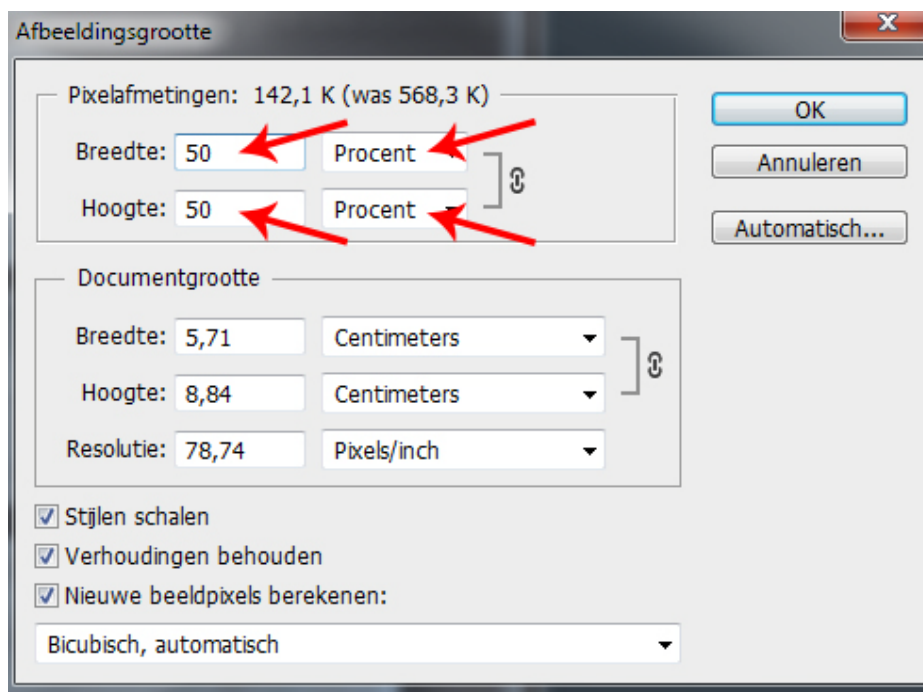 Afbeeldingsgrootte
Pixelafmetingen: 142,1 K (was 568,3 K)
Breedte: 50 Procent
Hoogte: 50 Procent
OK
Annuleren
Automatisch...
Documentgrootte
Breedte: 5,71 Centimeters
Hoogte: 8,84 Centimeters
Resolutie: 78,74 Pixels/inch
Stijlen schalen
Verhoudingen behouden
Nieuwe beeldpixels berekenen:
Bicubisch, automatisch